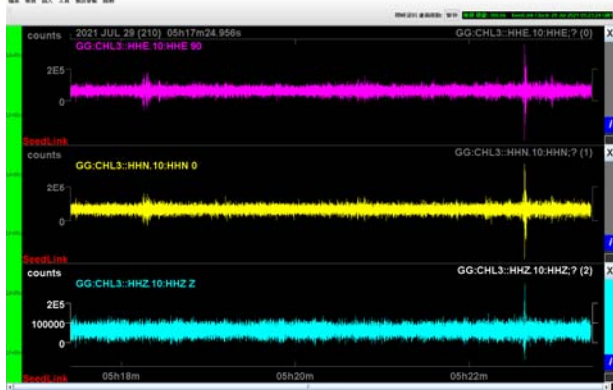 counts 2021 JUL 29 (210) 05h17m24.956s GG:CHL3::HHE.10:HHE;? (0) X
GG:CHL3::HHE.10:HHE 90
2E5
0
SeedLink
counts GG:CHL3::HHN.10:HHN;? (1) X
GG:CHL3::HHN.10:HHN 0
2E6
0
SeedLink
counts GG:CHL3::HHZ.10:HHZ;? (2) X
GG:CHL3::HHZ.10:HHZ Z
2E5
100000
0
SeedLink 05h18m 05h20m 05h22m